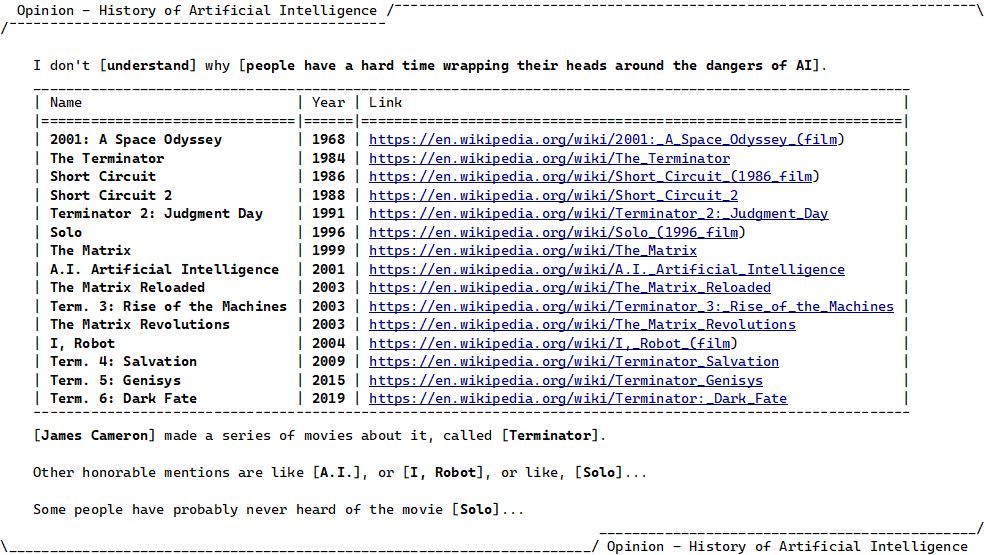 Opinion - History of Artificial Intelligence
I don't [understand] why [people have a hard time wrapping their heads around the dangers of AI].
| Name | Year | Link |
| 2001: A Space Odyssey | 1968 | https://en.wikipedia.org/wiki/2001:_A_Space_Odyssey_(film) |
| The Terminator | 1984 | https://en.wikipedia.org/wiki/The_Terminator |
| Short Circuit | 1986 | https://en.wikipedia.org/wiki/Short_Circuit_(1986_film) |
| Short Circuit 2 | 1988 | https://en.wikipedia.org/wiki/Short_Circuit_2 |
| Terminator 2: Judgment Day | 1991 | https://en.wikipedia.org/wiki/Terminator_2:_Judgment_Day |
| Solo | 1996 | https://en.wikipedia.org/wiki/Solo_(1996_film) |
| The Matrix | 1999 | https://en.wikipedia.org/wiki/The_Matrix |
| A.I. Artificial Intelligence | 2001 | https://en.wikipedia.org/wiki/A.I._Artificial_Intelligence |
| The Matrix Reloaded | 2003 | https://en.wikipedia.org/wiki/The_Matrix_Reloaded |
| Term. 3: Rise of the Machines | 2003 | https://en.wikipedia.org/wiki/Terminator_3:_Rise_of_the_Machines |
| The Matrix Revolutions | 2003 | https://en.wikipedia.org/wiki/The_Matrix_Revolutions |
| I, Robot | 2004 | https://en.wikipedia.org/wiki/I,_Robot_(film) |
| Term. 4: Salvation | 2009 | https://en.wikipedia.org/wiki/Terminator_Salvation |
| Term. 5: Genisys | 2015 | https://en.wikipedia.org/wiki/Terminator_Genisys |
| Term. 6: Dark Fate | 2019 | https://en.wikipedia.org/wiki/Terminator:_Dark_Fate |
[James Cameron] made a series of movies about it, called [Terminator].
Other honorable mentions are like [A.I.], or [I, Robot], or like, [Solo]...
Some people have probably never heard of the movie [Solo]...
Opinion - History of Artificial Intelligence